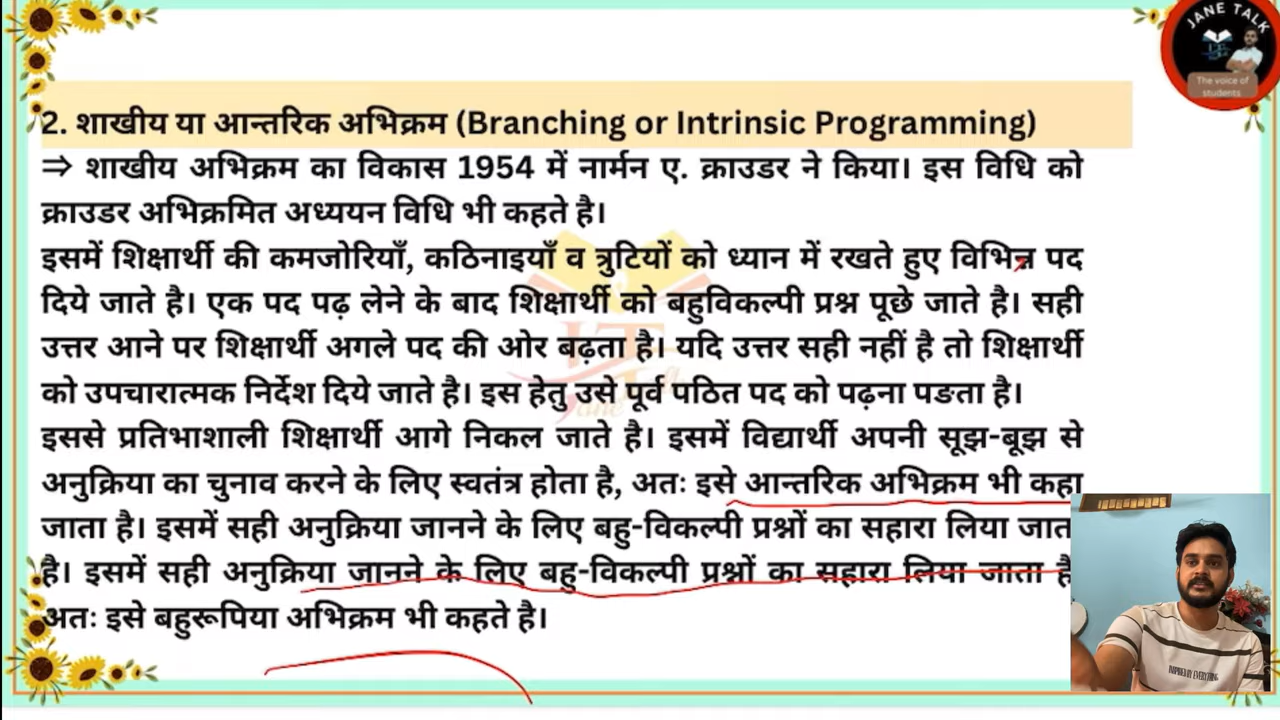 JANE TALK
The voice of
students
2. शाखीय या आन्तरिक अभिक्रम (Branching or Intrinsic Programming)
⇒ शाखीय अभिक्रम का विकास 1954 में नार्मन ए. क्राउडर ने किया। इस विधि को
क्राउडर अभिक्रमित अध्ययन विधि भी कहते है।
इसमें शिक्षार्थी की कमजोरियाँ, कठिनाइयाँ व त्रुटियों को ध्यान में रखते हुए विभिन्न पद
दिये जाते है। एक पद पढ़ लेने के बाद शिक्षार्थी को बहुविकल्पी प्रश्न पूछे जाते है। सही
उत्तर आने पर शिक्षार्थी अगले पद की ओर बढ़ता है। यदि उत्तर सही नहीं है तो शिक्षार्थी
को उपचारात्मक निर्देश दिये जाते है। इस हेतु उसे पूर्व पठित पद को पढ़ना पङता है।
इससे प्रतिभाशाली शिक्षार्थी आगे निकल जाते है। इसमें विद्यार्थी अपनी सूझ-बूझ से
अनुक्रिया का चुनाव करने के लिए स्वतंत्र होता है, अतः इसे आन्तरिक अभिक्रम भी कहा
जाता है। इसमें सही अनुक्रिया जानने के लिए बहु-विकल्पी प्रश्नों का सहारा लिया जाता
है। इसमें सही अनुक्रिया जानने के लिए बहु-विकल्पी प्रश्नों का सहारा लिया जाता है
अतः इसे बहुरूपिया अभिक्रम भी कहते है।